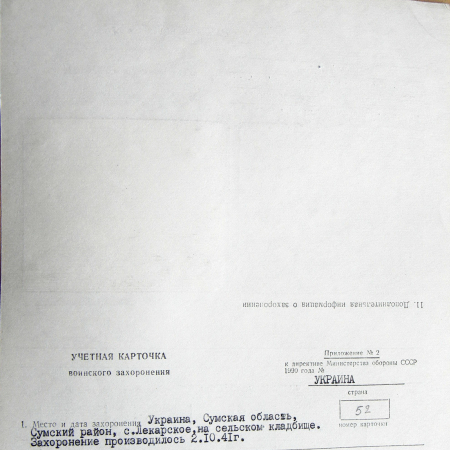 11. Дополнительная информация о захоронении
УЧЕТНАЯ КАРТОЧКА
воинского захоронения
Приложение № 2
к директиве Министерства обороны СССР
1990 года №
УКРАИНА
страна
52
номер карточки
1. Место и дата захоронения Украина, Сумская область,
Сумский район, с.Лекарское,на сельском кладбище.
Захоронение производилось 2.10.41г.